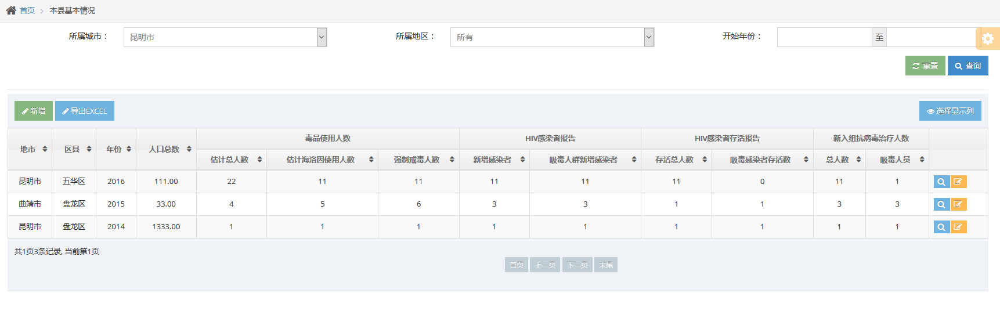 首页 > 本县基本情况
所属城市： 昆明市 所属地区： 所有 开始年份： 至
重置 查询
新增 导出EXCEL 选择显示列
地市 区县 年份 人口总数 毒品使用人数 HIV感染者报告 HIV感染者存活报告 新入组抗病毒治疗人数
估计总人数 估计海洛因使用人数 强制戒毒人数 新增感染者 吸毒人群新增感染者 存活总人数 吸毒感染者存活数 总人数 吸毒人员
昆明市 五华区 2016 111.00 22 11 11 11 11 11 0 11 1
曲靖市 盘龙区 2015 33.00 4 5 6 3 3 1 1 3 3
昆明市 盘龙区 2014 1333.00 1 1 1 1 1 1 1 1 1
共1页3条记录, 当前第1页
首页 上一页 下一页 末尾